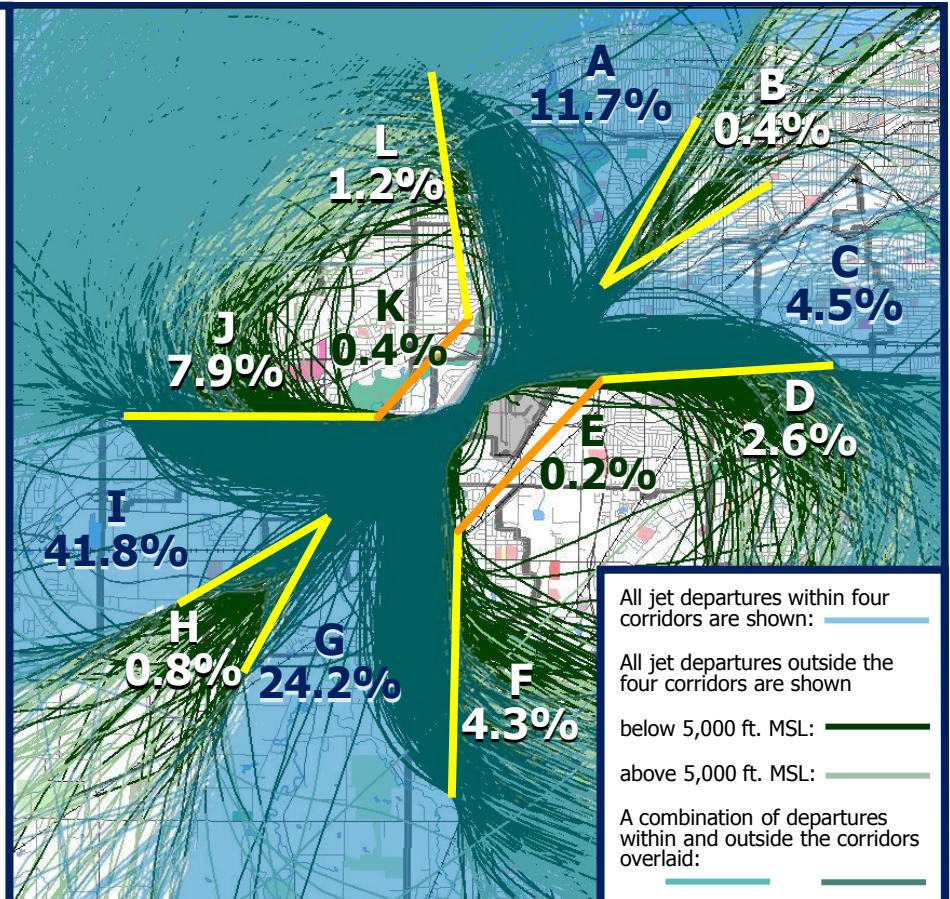 A
11.7%
B
0.4%
L
1.2%
C
4.5%
K
0.4%
J
7.9%
D
2.6%
E
0.2%
I
41.8%
H
0.8%
G
24.2%
F
4.3%
All jet departures within four
corridors are shown:
All jet departures outside the
four corridors are shown
below 5,000 ft. MSL:
above 5,000 ft. MSL:
A combination of departures
within and outside the corridors
overlaid: